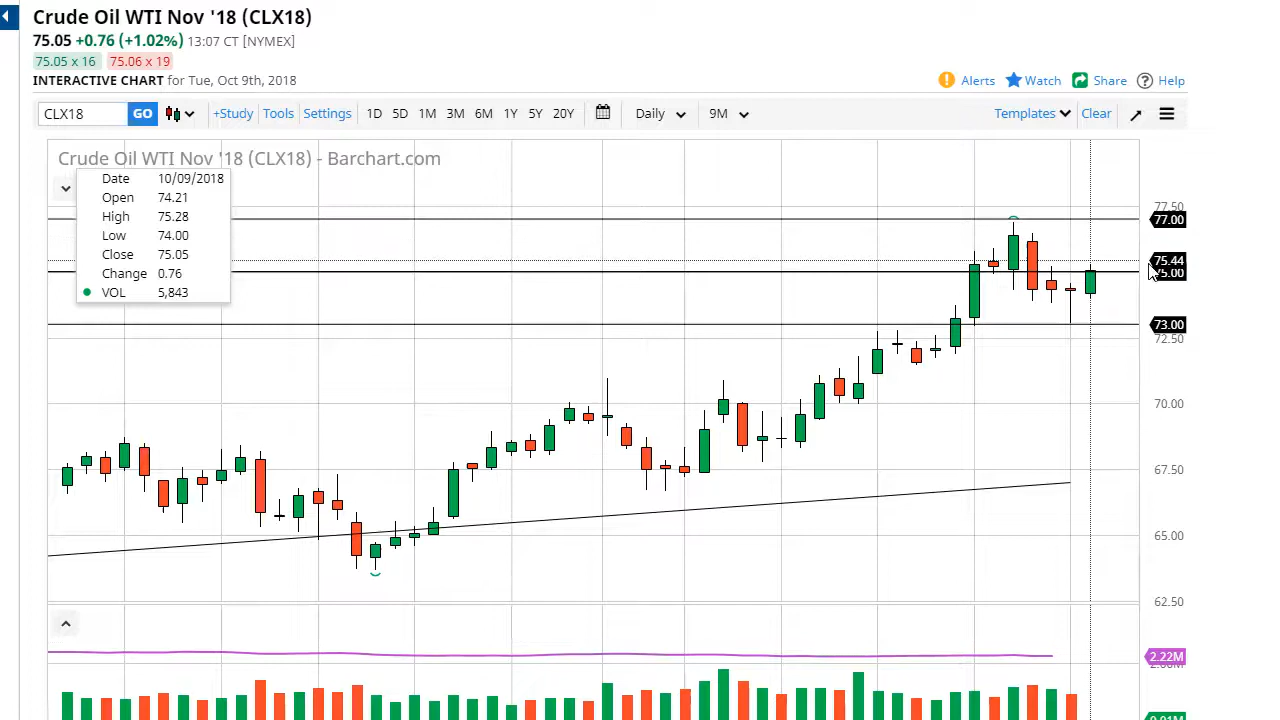 Crude Oil WTI Nov '18 (CLX18)
75.05 +0.76 (+1.02%) 13:07 CT [NYMEX]
75.05 x 16 75.06 x 19
INTERACTIVE CHART for Tue, Oct 9th, 2018
Alerts Watch Share Help
CLX18 GO +Study Tools Settings 1D 5D 1M 3M 6M 1Y 5Y 20Y Daily 9M Templates Clear
Crude Oil WTI Nov '18 (CLX18) - Barchart.com
Date 10/09/2018
Open 74.21
High 75.28
Low 74.00
Close 75.05
Change 0.76
VOL 5,843
77.50
77.00
75.44
75.00
73.00
72.50
70.00
67.50
65.00
62.50
2.22M